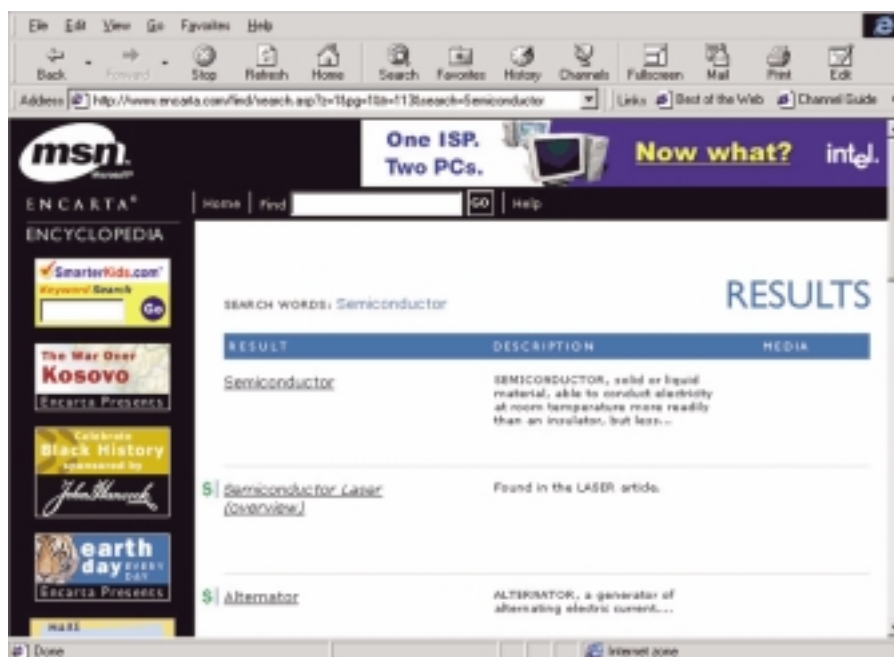 File Edit View Go Favorites Help
Back Forward Stop Refresh Home Search Favorites History Channels Fullscreen Mail Print Edit
Address Links Best of the Web Channel Guide
msn.
Microsoft
One ISP.
Two PCs.
Now what?
intel.
ENCARTA®
Home Find GO Help
ENCYCLOPEDIA
SmarterKids.com
Keyword Search
Go
RESULTS
SEARCH WORDS: Semiconductor
RESULT DESCRIPTION MEDIA
The War Over
Kosovo
Encarta Presents
Semiconductor
SEMICONDUCTOR, solid or liquid
material, able to conduct electricity
at room temperature more readily
than an insulator, but less...
Celebrate
Black History
sponsored by
John Hancock
$ Semiconductor Laser
(overview)
Found in the LASER article.
earth
day EVERY
DAY
Encarta Presents
$ Alternator
ALTERNATOR, a generator of
alternating electric current....
MARS
Done Internet zone